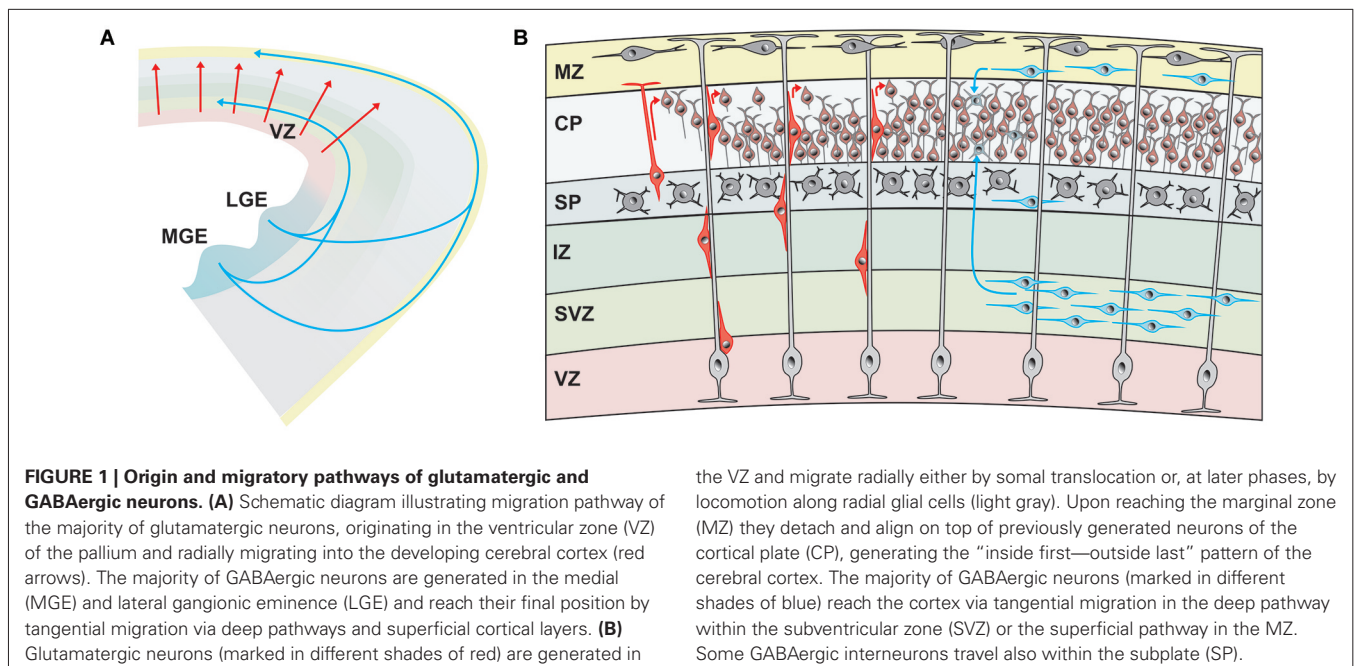 A
VZ
LGE
MGE
B
MZ
CP
SP
IZ
SVZ
VZ
FIGURE 1 | Origin and migratory pathways of glutamatergic and
GABAergic neurons. (A) Schematic diagram illustrating migration pathway of
the majority of glutamatergic neurons, originating in the ventricular zone (VZ)
of the pallium and radially migrating into the developing cerebral cortex (red
arrows). The majority of GABAergic neurons are generated in the medial
(MGE) and lateral gangionic eminence (LGE) and reach their final position by
tangential migration via deep pathways and superficial cortical layers. (B)
Glutamatergic neurons (marked in different shades of red) are generated in
the VZ and migrate radially either by somal translocation or, at later phases, by
locomotion along radial glial cells (light gray). Upon reaching the marginal zone
(MZ) they detach and align on top of previously generated neurons of the
cortical plate (CP), generating the “inside first—outside last” pattern of the
cerebral cortex. The majority of GABAergic neurons (marked in different
shades of blue) reach the cortex via tangential migration in the deep pathway
within the subventricular zone (SVZ) or the superficial pathway in the MZ.
Some GABAergic interneurons travel also within the subplate (SP).